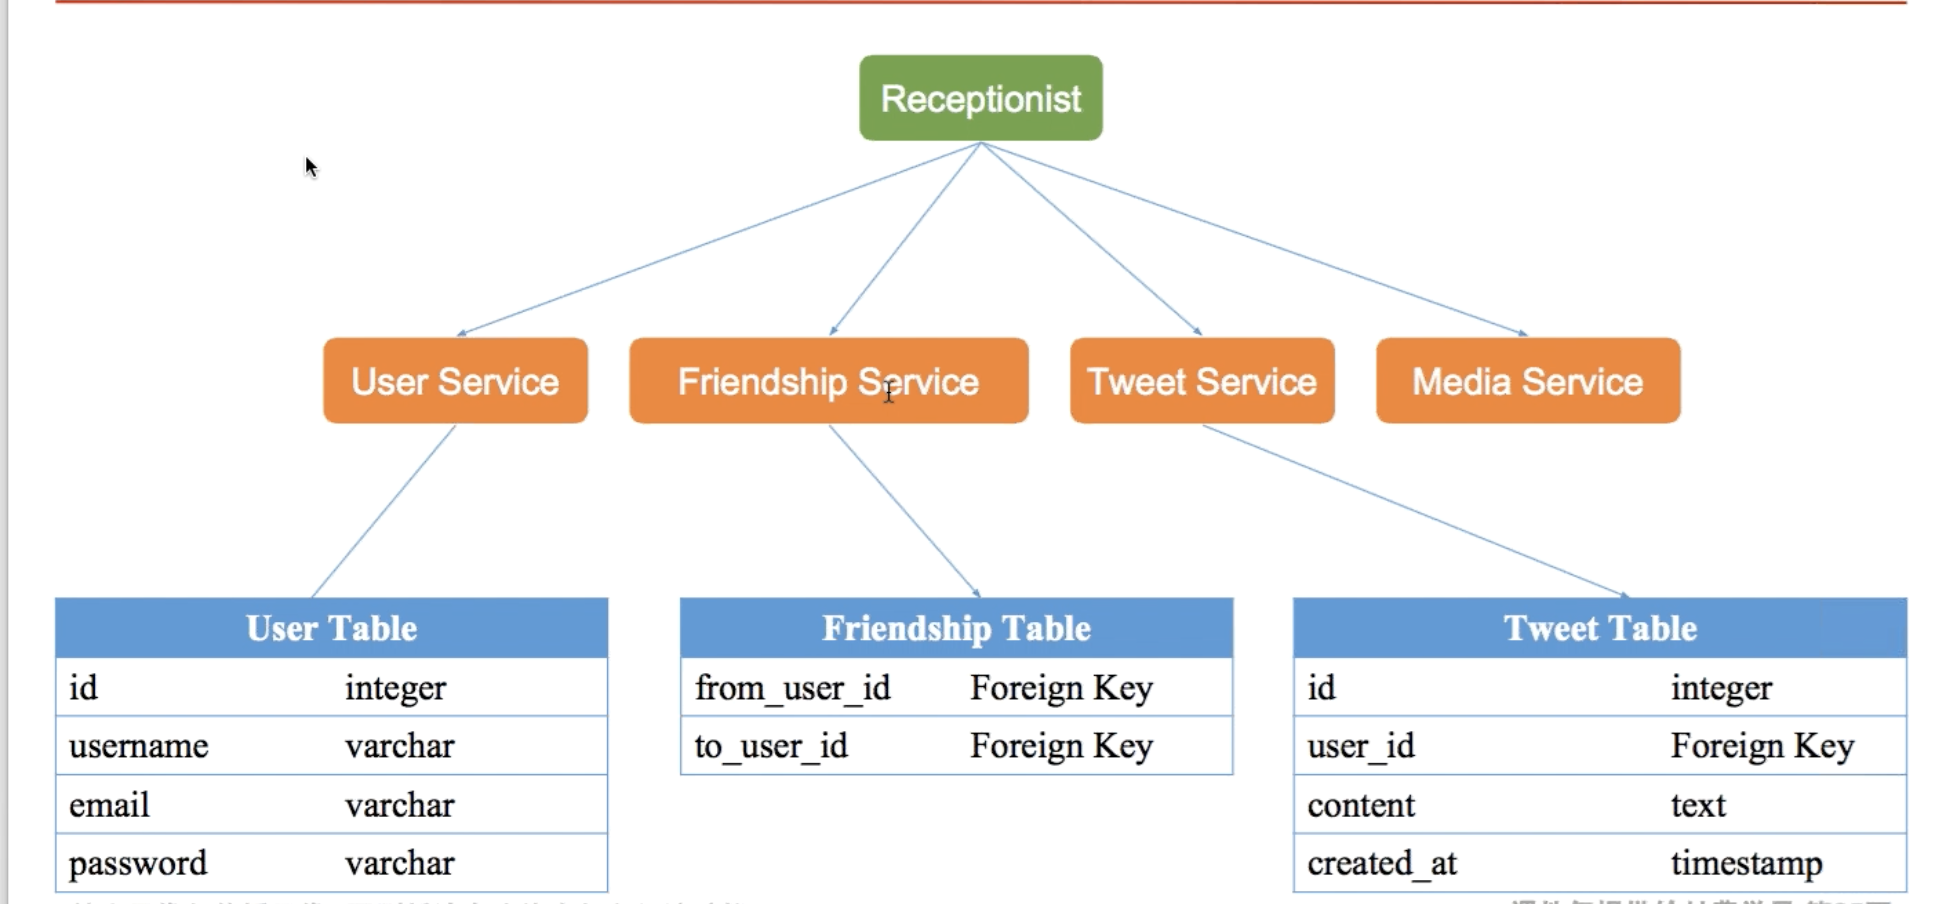 Receptionist
User Service
Friendship Service
Tweet Service
Media Service
User Table
id integer
username varchar
email varchar
password varchar
Friendship Table
from_user_id Foreign Key
to_user_id Foreign Key
Tweet Table
id integer
user_id Foreign Key
content text
created_at timestamp